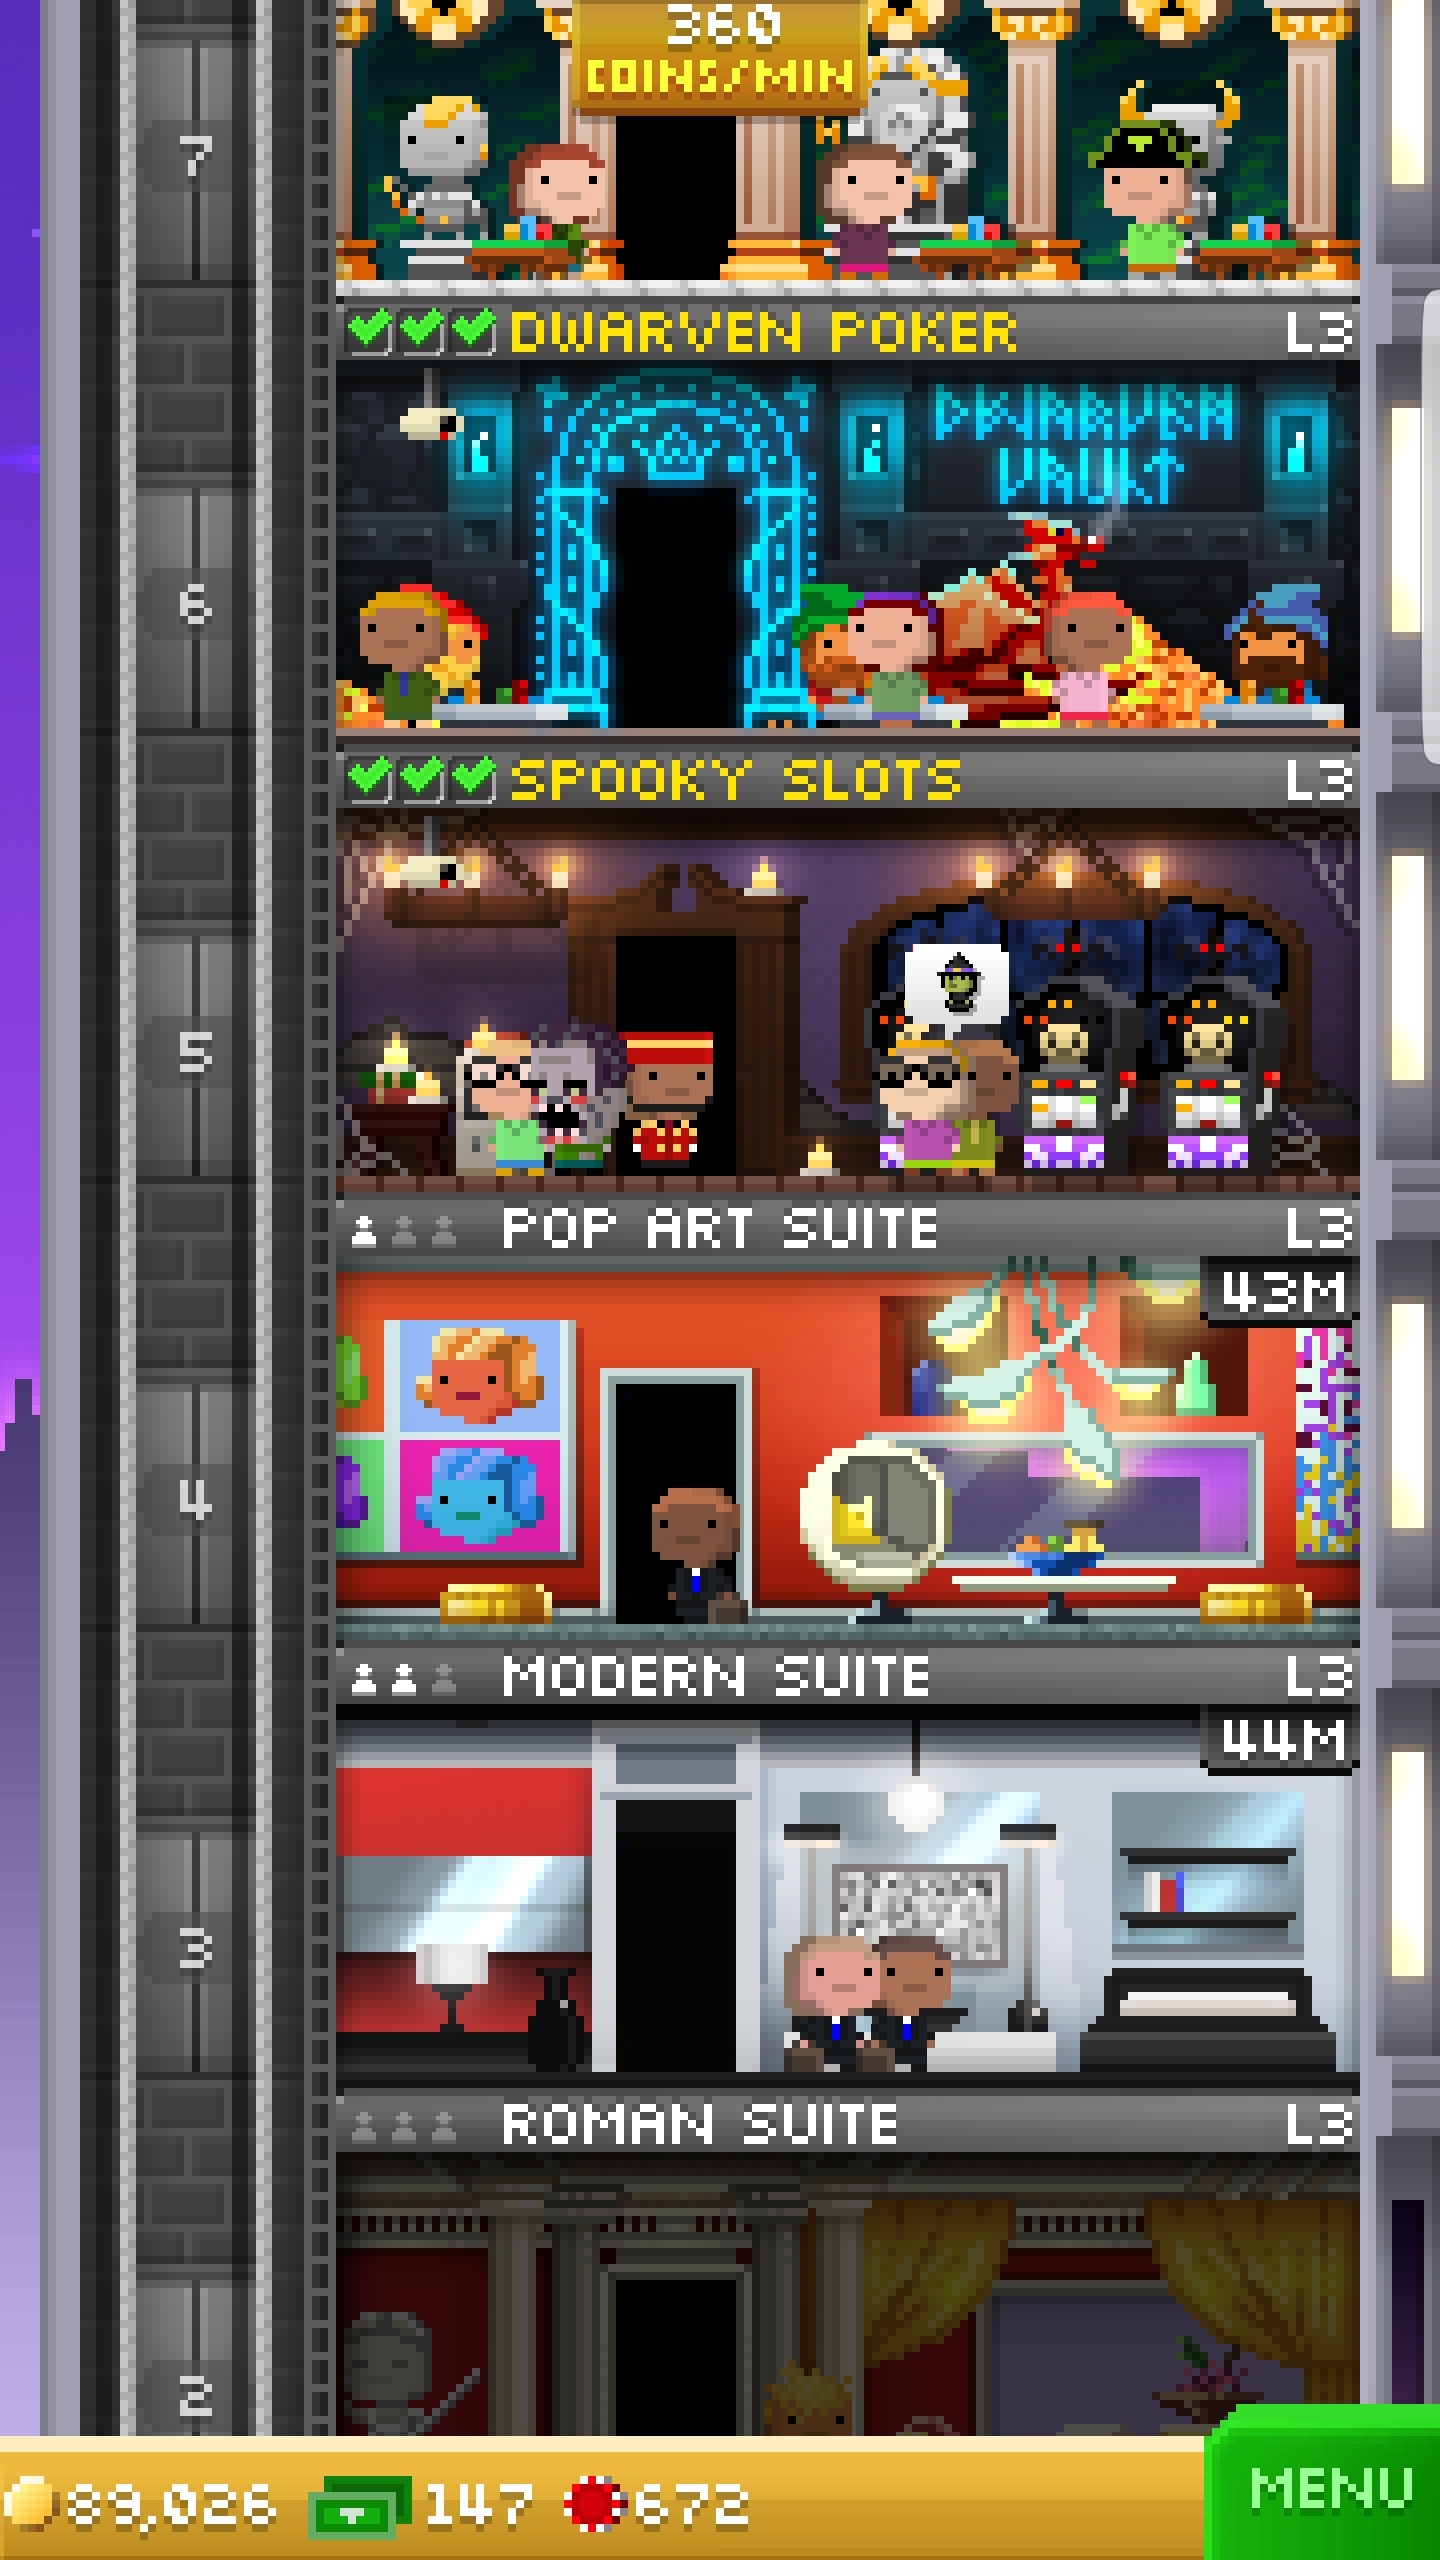 360
COINS/MIN
7
DWARVEN POKER L3
DWARVEN
VAULT
6
SPOOKY SLOTS L3
5
POP ART SUITE L3
43M
4
MODERN SUITE L3
44M
3
ROMAN SUITE L3
2
89,026 147 672
MENU